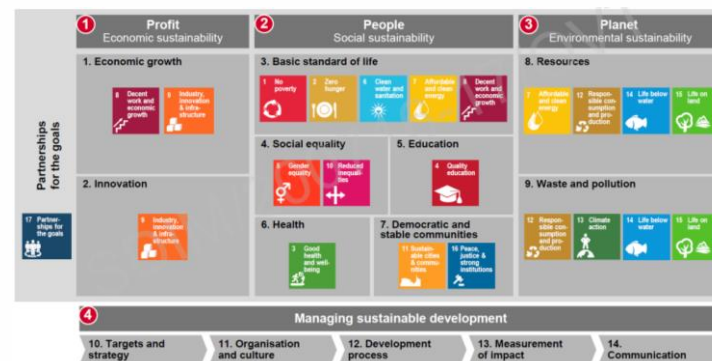 Partnerships
for the goals
17 Partner-
ships for
the goals
1
Profit
Economic sustainability
1. Economic growth
8 Decent
work and
economic
growth
9 Industry,
innovation
& infra-
structure
2. Innovation
9 Industry,
innovation
& infra-
structure
2
People
Social sustainability
3. Basic standard of life
1 No
poverty
2 Zero
hunger
6 Clean
water and
sanitation
7 Affordable
and clean
energy
8 Decent
work and
economic
growth
4. Social equality
5 Gender
equality
10 Reduced
inequali-
ties
5. Education
4 Quality
education
6. Health
3 Good
health
and well-
being
7. Democratic and
stable communities
11 Sustain-
able cities
& commu-
nities
16 Peace,
justice &
strong
institutions
3
Planet
Environmental sustainability
8. Resources
7 Affordable
and clean
energy
12 Respon-
sible con-
sumption
and pro-
duction
14 Life below
water
15 Life on
land
9. Waste and pollution
12 Respon-
sible con-
sumption
and pro-
duction
13 Climate
action
14 Life below
water
15 Life on
land
4
Managing sustainable development
10. Targets and
strategy
11. Organisation
and culture
12. Development
process
13. Measurement
of impact
14.
Communication